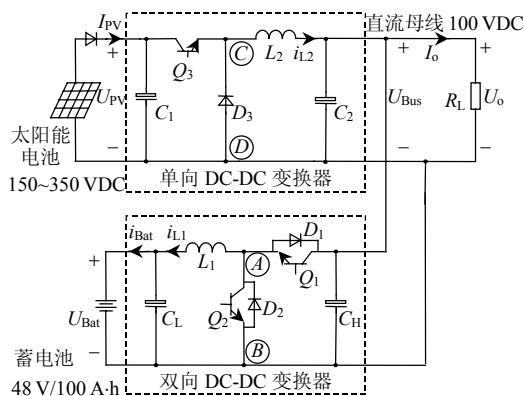 直流母线 100 VDC
I_PV
Q_3
C
L_2
i_L2
I_o
U_PV
C_1
D_3
C_2
U_Bus
R_L
U_o
D
太阳能
电池
150~350 VDC
单向 DC-DC 变换器
i_Bat
i_L1
L_1
A
D_1
Q_1
U_Bat
C_L
Q_2
D_2
C_H
B
蓄电池
48 V/100 A·h
双向 DC-DC 变换器